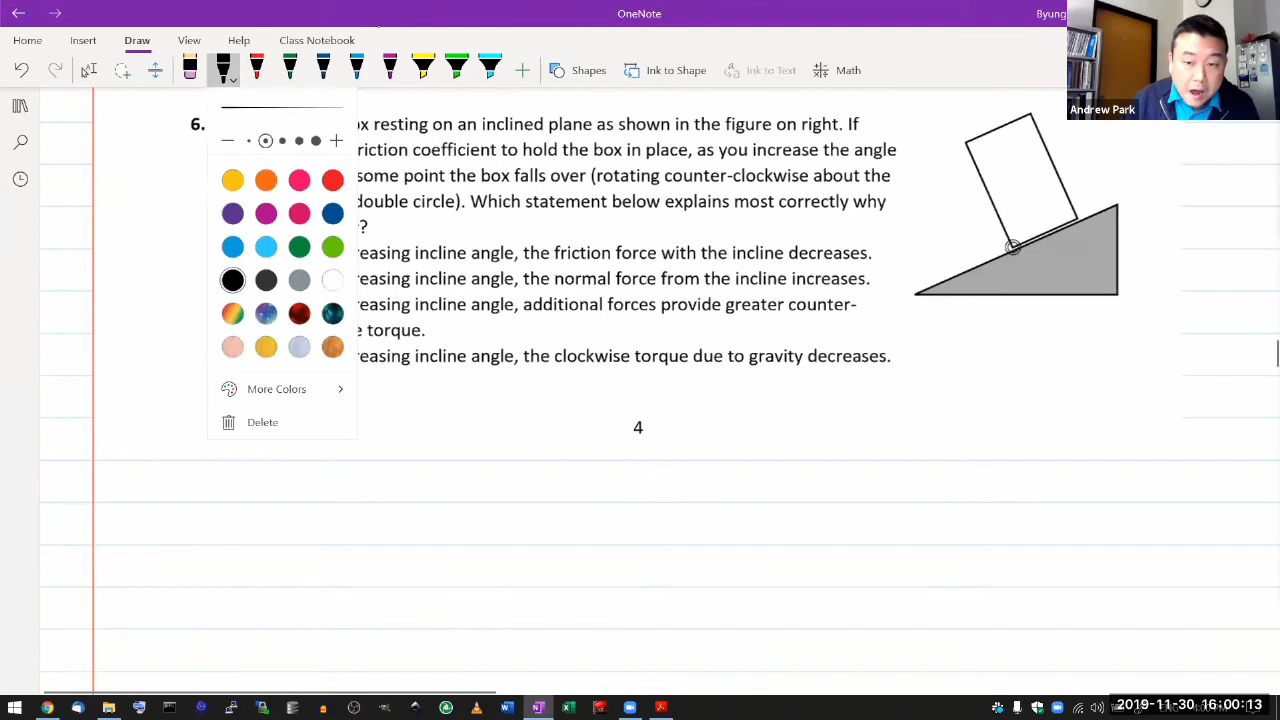 OneNote
Byung
Home Insert Draw View Help Class Notebook
Shapes Ink to Shape Ink to Text Math
Andrew Park
6. ox resting on an inclined plane as shown in the figure on right. If
riction coefficient to hold the box in place, as you increase the angle
some point the box falls over (rotating counter-clockwise about the
double circle). Which statement below explains most correctly why
?
reasing incline angle, the friction force with the incline decreases.
reasing incline angle, the normal force from the incline increases.
reasing incline angle, additional forces provide greater counter-
e torque.
reasing incline angle, the clockwise torque due to gravity decreases.
More Colors
Delete
4
2019-11-30 16:00:13